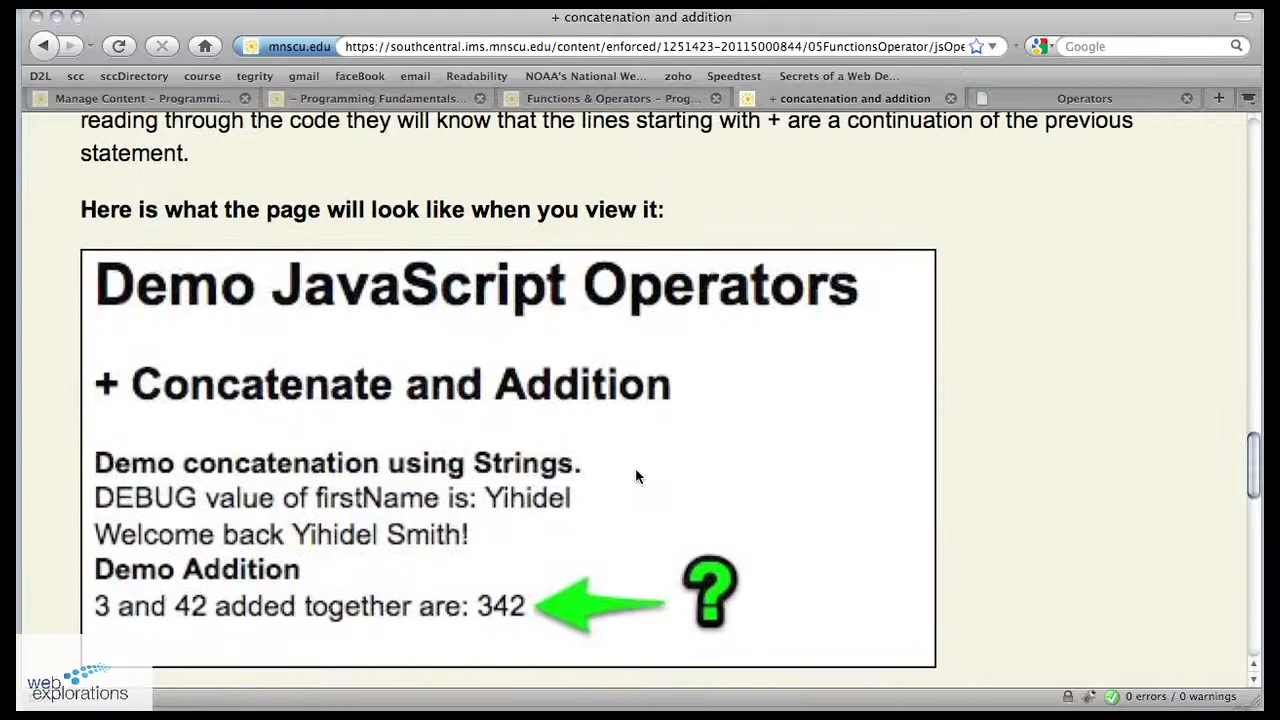 + concatenation and addition
mnscu.edu https://southcentral.ims.mnscu.edu/content/enforced/1251423-20115000844/05FunctionsOperator/jsOpe Google
D2L scc sccDirectory course tegrity gmail faceBook email Readability NOAA's National We... zoho Speedtest Secrets of a Web De...
Manage Content – Programmi... – Programming Fundamentals... Functions & Operators – Prog... + concatenation and addition Operators
reading through the code they will know that the lines starting with + are a continuation of the previous
statement.
Here is what the page will look like when you view it:
Demo JavaScript Operators
+ Concatenate and Addition
Demo concatenation using Strings.
DEBUG value of firstName is: Yihidel
Welcome back Yihidel Smith!
Demo Addition
3 and 42 added together are: 342
?
web
explorations
0 errors / 0 warnings